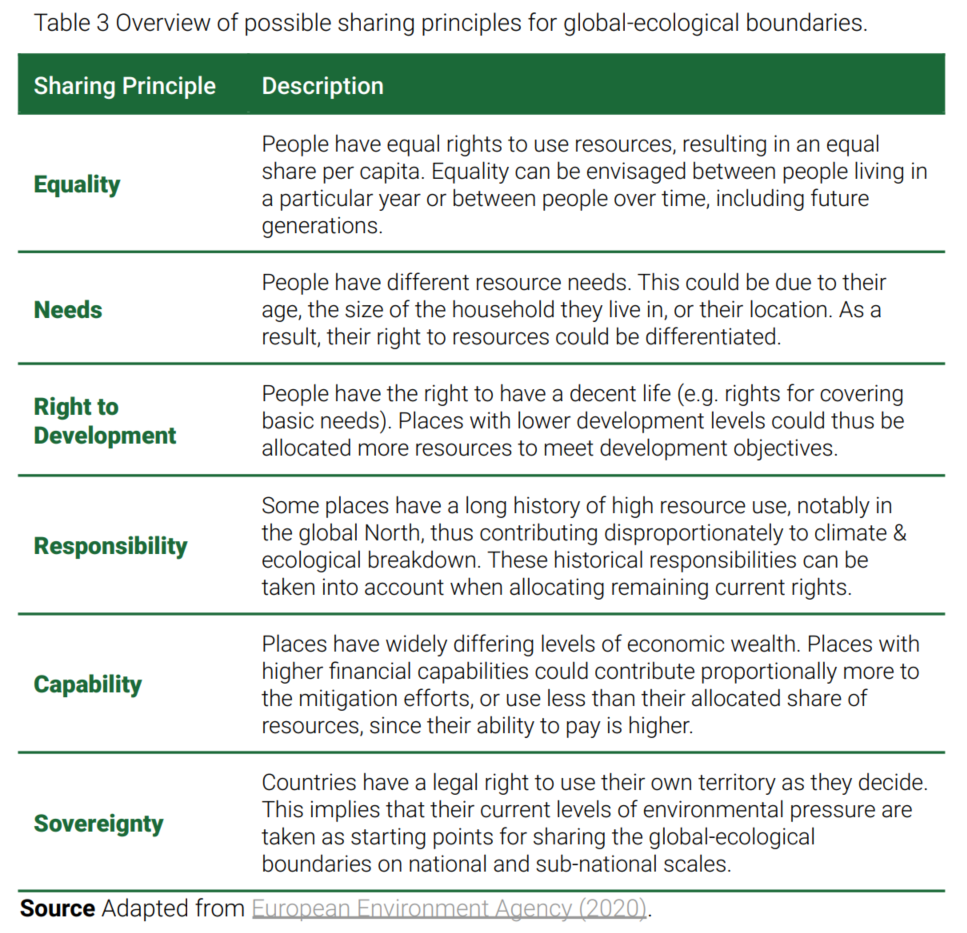 Table 3 Overview of possible sharing principles for global-ecological boundaries.
Sharing Principle Description
Equality
People have equal rights to use resources, resulting in an equal
share per capita. Equality can be envisaged between people living in
a particular year or between people over time, including future
generations.
Needs
People have different resource needs. This could be due to their
age, the size of the household they live in, or their location. As a
result, their right to resources could be differentiated.
Right to
Development
People have the right to have a decent life (e.g. rights for covering
basic needs). Places with lower development levels could thus be
allocated more resources to meet development objectives.
Responsibility
Some places have a long history of high resource use, notably in
the global North, thus contributing disproportionately to climate &
ecological breakdown. These historical responsibilities can be
taken into account when allocating remaining current rights.
Capability
Places have widely differing levels of economic wealth. Places with
higher financial capabilities could contribute proportionally more to
the mitigation efforts, or use less than their allocated share of
resources, since their ability to pay is higher.
Sovereignty
Countries have a legal right to use their own territory as they decide.
This implies that their current levels of environmental pressure are
taken as starting points for sharing the global-ecological
boundaries on national and sub-national scales.
Source Adapted from European Environment Agency (2020).